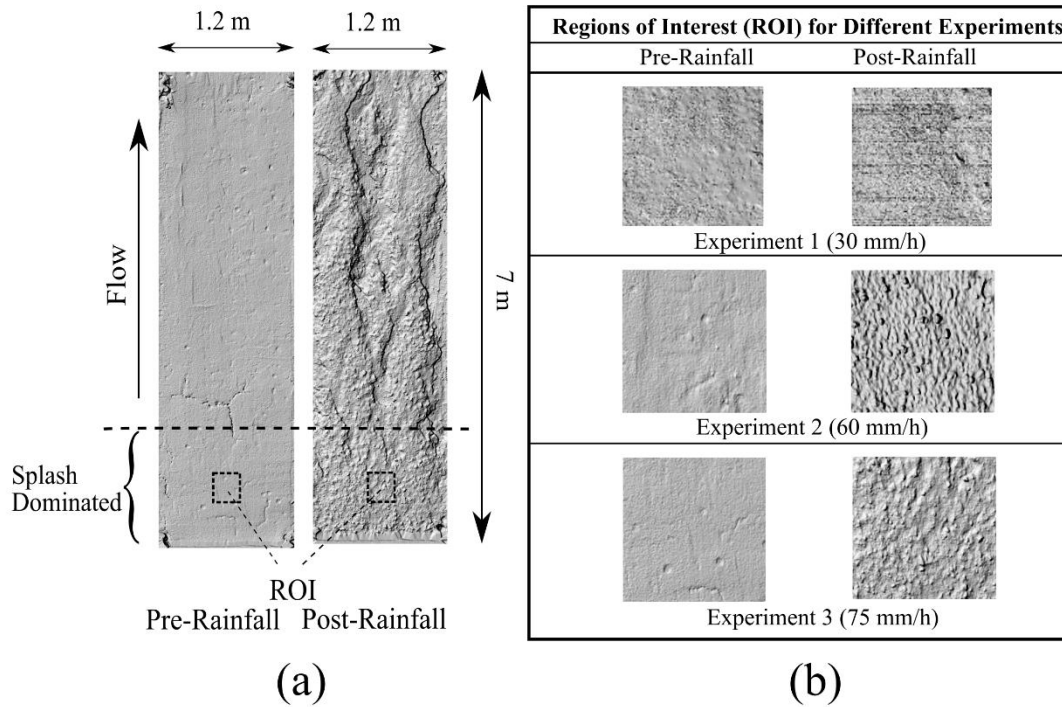 1.2 m
1.2 m
Flow
7 m
Splash
Dominated
ROI
Pre-Rainfall
Post-Rainfall
(a)
Regions of Interest (ROI) for Different Experiments
Pre-Rainfall
Post-Rainfall
Experiment 1 (30 mm/h)
Experiment 2 (60 mm/h)
Experiment 3 (75 mm/h)
(b)